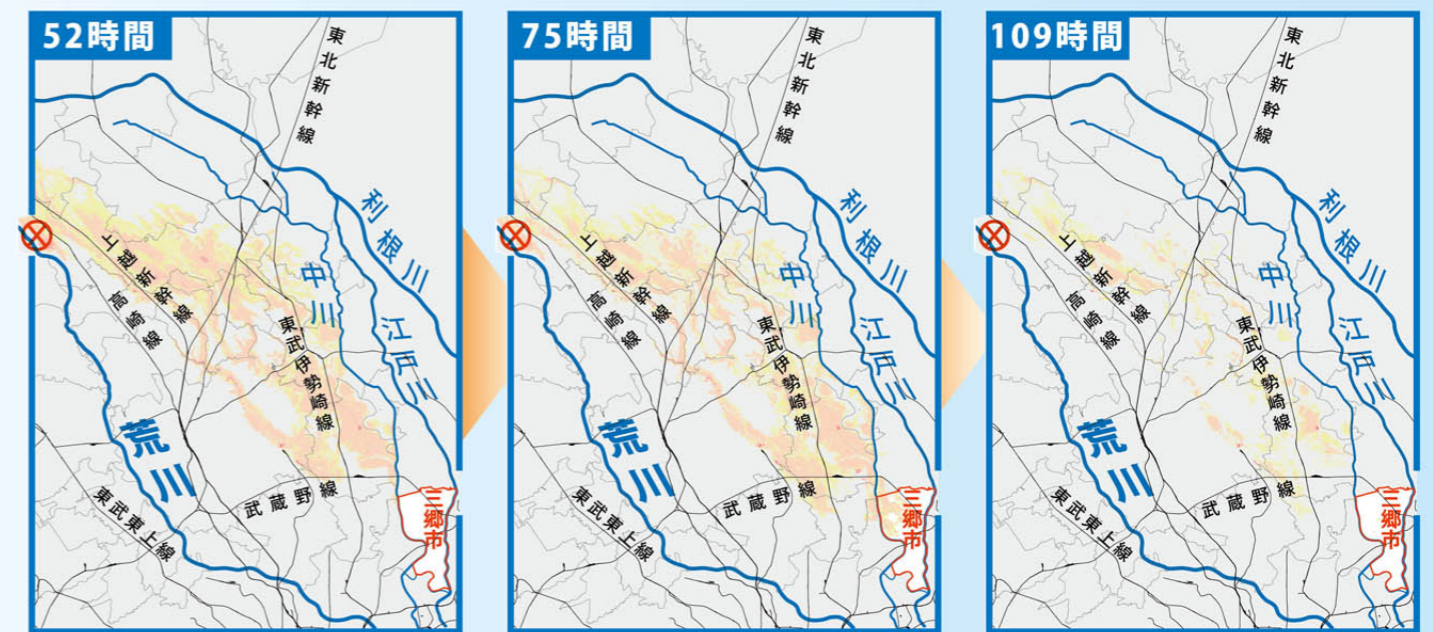 52時間
東北新幹線
利根川
上越新幹線
高崎線
中川
江戸川
東武伊勢崎線
荒川
武蔵野線
東武東上線
三郷市
75時間
東北新幹線
利根川
上越新幹線
高崎線
中川
江戸川
東武伊勢崎線
荒川
武蔵野線
東武東上線
三郷市
109時間
東北新幹線
利根川
上越新幹線
高崎線
中川
江戸川
東武伊勢崎線
荒川
武蔵野線
東武東上線
三郷市